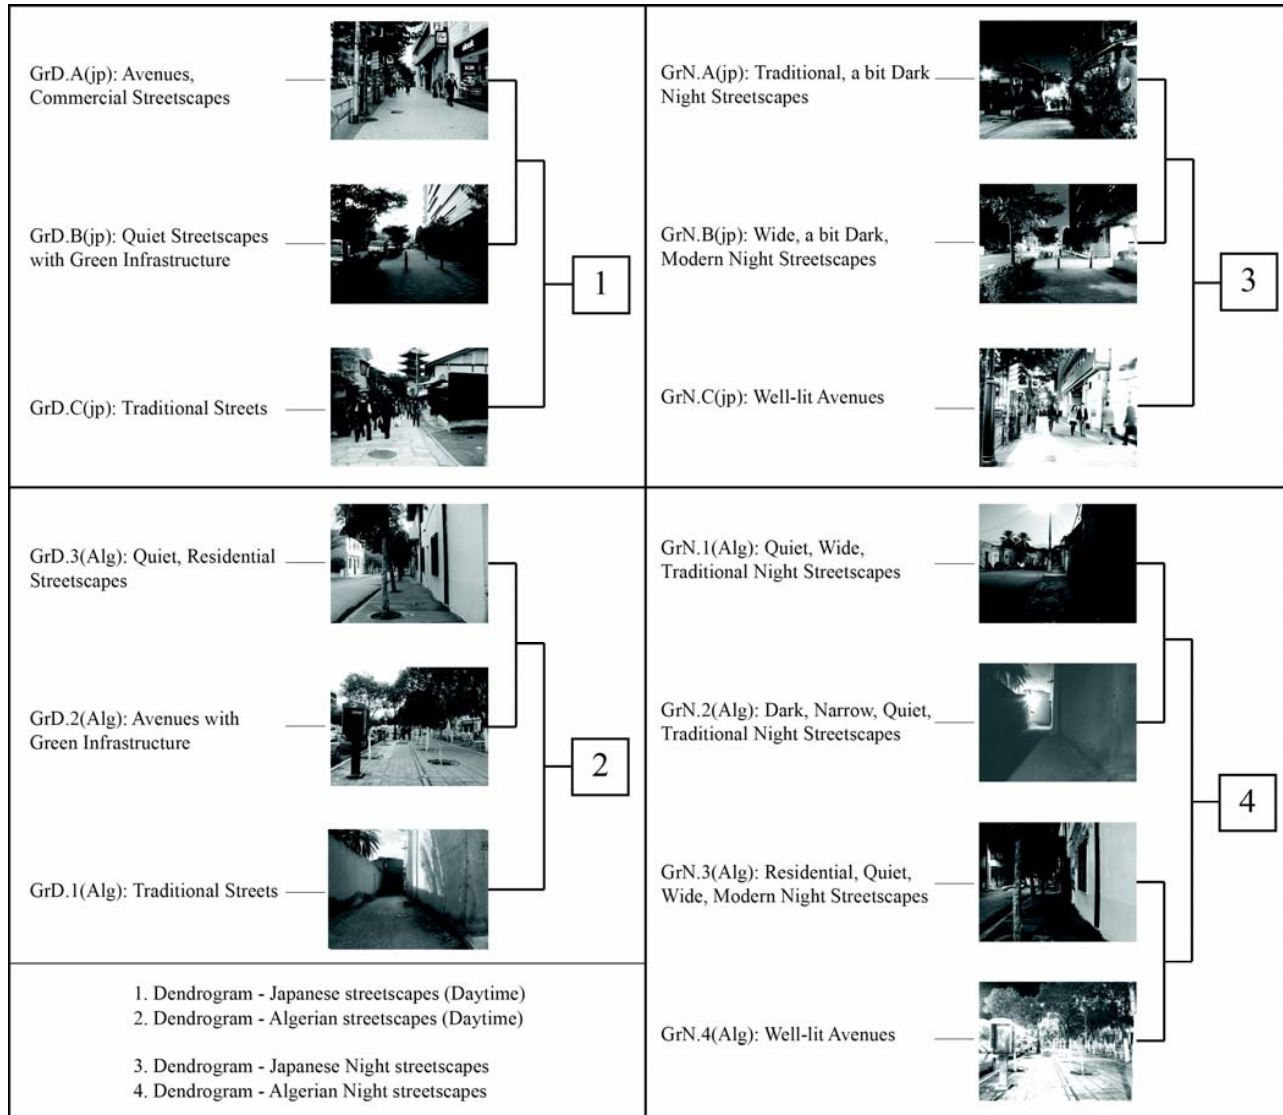 GrD.A(jp): Avenues,
Commercial Streetscapes
GrD.B(jp): Quiet Streetscapes
with Green Infrastructure
GrD.C(jp): Traditional Streets
1
GrN.A(jp): Traditional, a bit Dark
Night Streetscapes
GrN.B(jp): Wide, a bit Dark,
Modern Night Streetscapes
GrN.C(jp): Well-lit Avenues
3
GrD.3(Alg): Quiet, Residential
Streetscapes
GrD.2(Alg): Avenues with
Green Infrastructure
GrD.1(Alg): Traditional Streets
2
GrN.1(Alg): Quiet, Wide,
Traditional Night Streetscapes
GrN.2(Alg): Dark, Narrow, Quiet,
Traditional Night Streetscapes
GrN.3(Alg): Residential, Quiet,
Wide, Modern Night Streetscapes
GrN.4(Alg): Well-lit Avenues
4
1. Dendrogram - Japanese streetscapes (Daytime)
2. Dendrogram - Algerian streetscapes (Daytime)
3. Dendrogram - Japanese Night streetscapes
4. Dendrogram - Algerian Night streetscapes